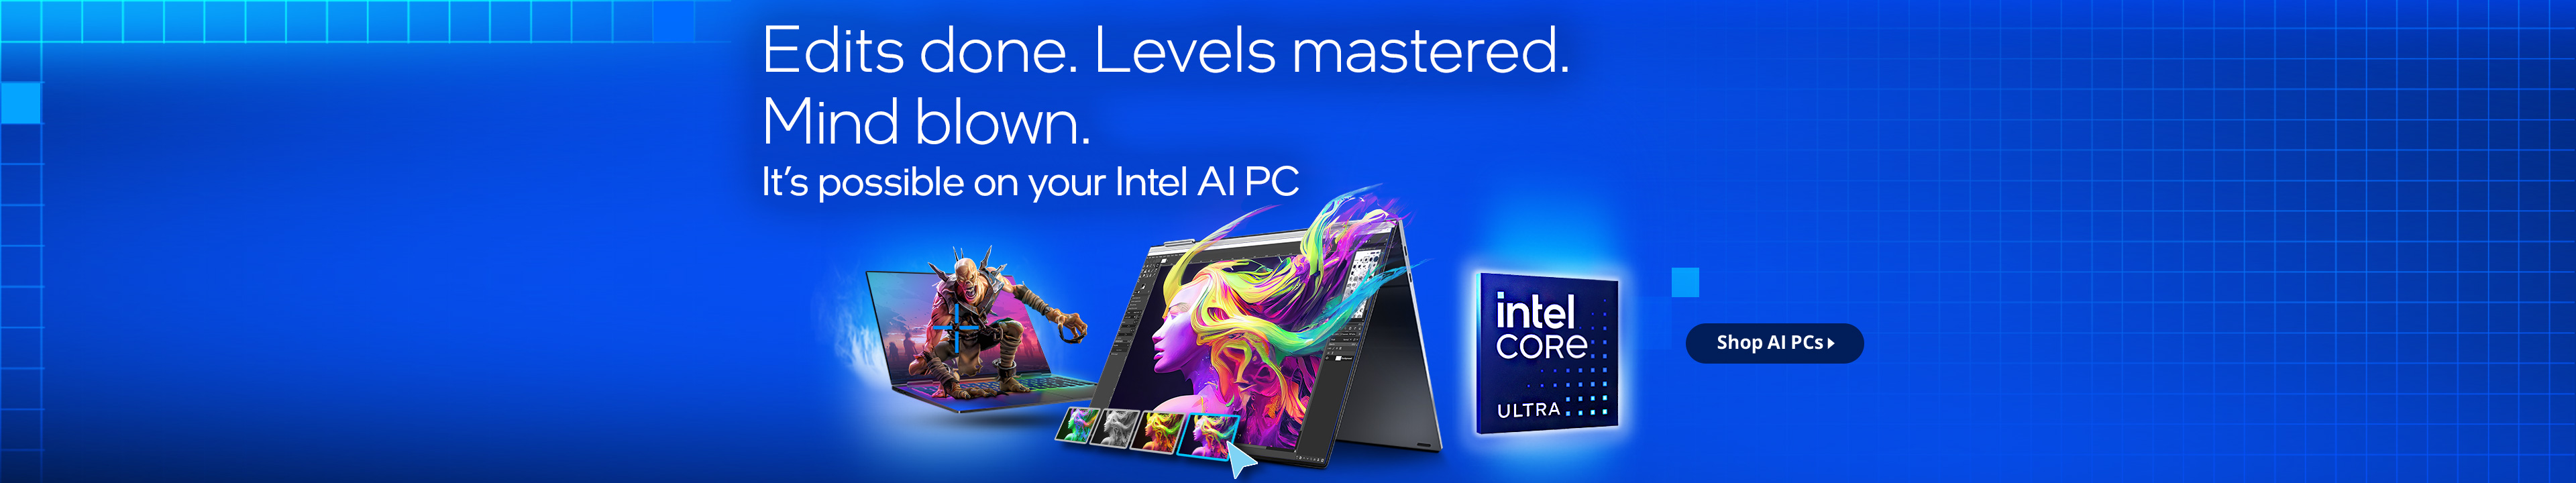 Edits done. Levels mastered.
Mind blown.
It's possible on your Intel AI PC
intel
CORE
ULTRA
Shop AI PCs